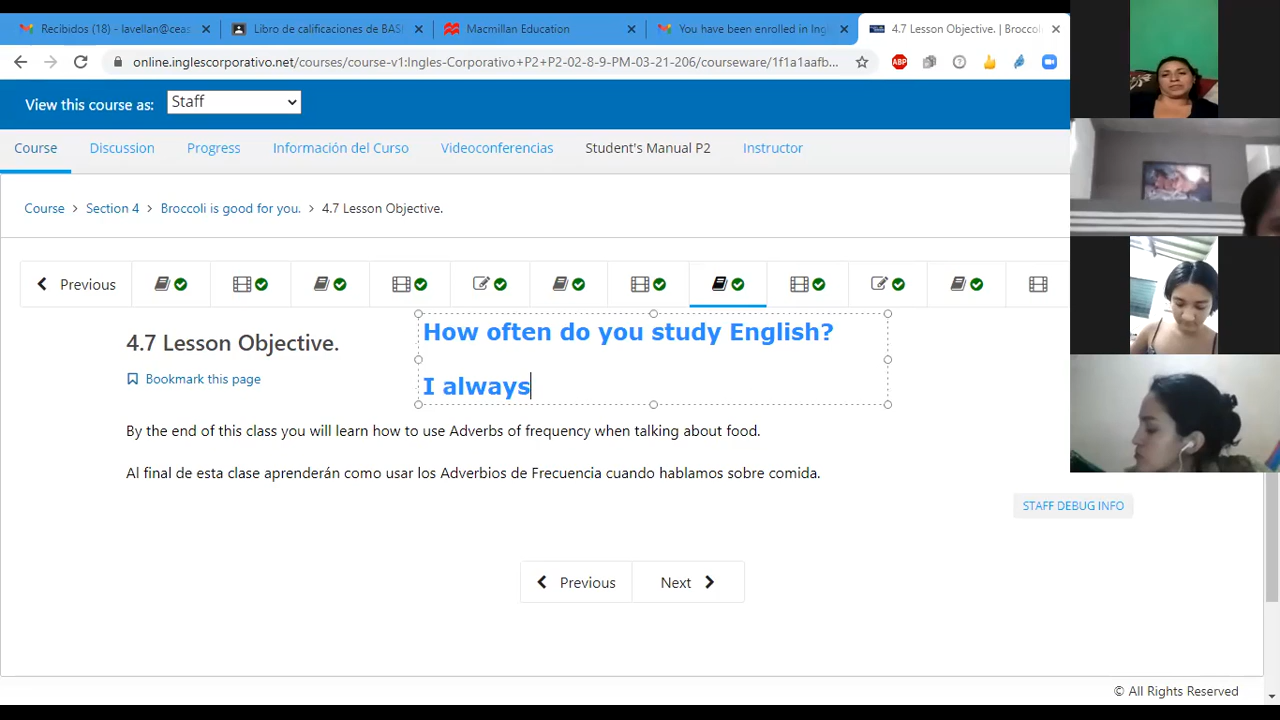 Recibidos (18) - lavellan@ceas
Libro de calificaciones de BASI
Macmillan Education
You have been enrolled in Ing
4.7 Lesson Objective. | Brocco
online.inglescorporativo.net/courses/course-v1:Ingles-Corporativo+P2+P2-02-8-9-PM-03-21-206/courseware/1f1a1aafb...
ABP
View this course as: Staff
Course Discussion Progress Información del Curso Videoconferencias Student's Manual P2 Instructor
Course > Section 4 > Broccoli is good for you. > 4.7 Lesson Objective.
Previous
How often do you study English?
4.7 Lesson Objective.
Bookmark this page
I always
By the end of this class you will learn how to use Adverbs of frequency when talking about food.
Al final de esta clase aprenderán como usar los Adverbios de Frecuencia cuando hablamos sobre comida.
STAFF DEBUG INFO
Previous Next
© All Rights Reserved